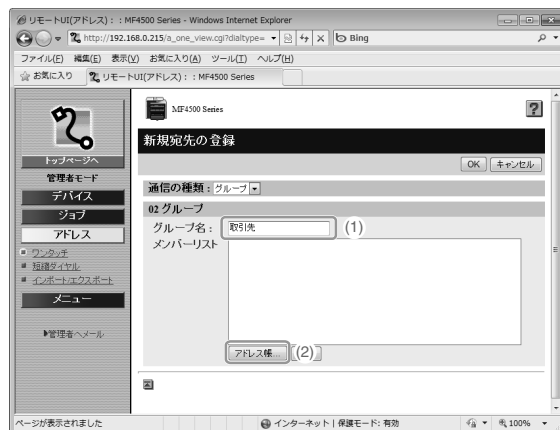 リモートUI(アドレス)：：MF4500 Series - Windows Internet Explorer
http://192.168.0.215/a_one_view.cgi?dialtype=
Bing
ファイル(F) 編集(E) 表示(V) お気に入り(A) ツール(T) ヘルプ(H)
お気に入り リモートUI(アドレス)：：MF4500 Series
MF4500 Series
?
トップページへ
管理者モード
デバイス
ジョブ
アドレス
ワンタッチ
短縮ダイヤル
インポート/エクスポート
メニュー
管理者へメール
新規宛先の登録
OK キャンセル
通信の種類：グループ
02 グループ
グループ名：取引先 (1)
メンバーリスト
アドレス帳... (2)
ページが表示されました インターネット | 保護モード: 有効 100%